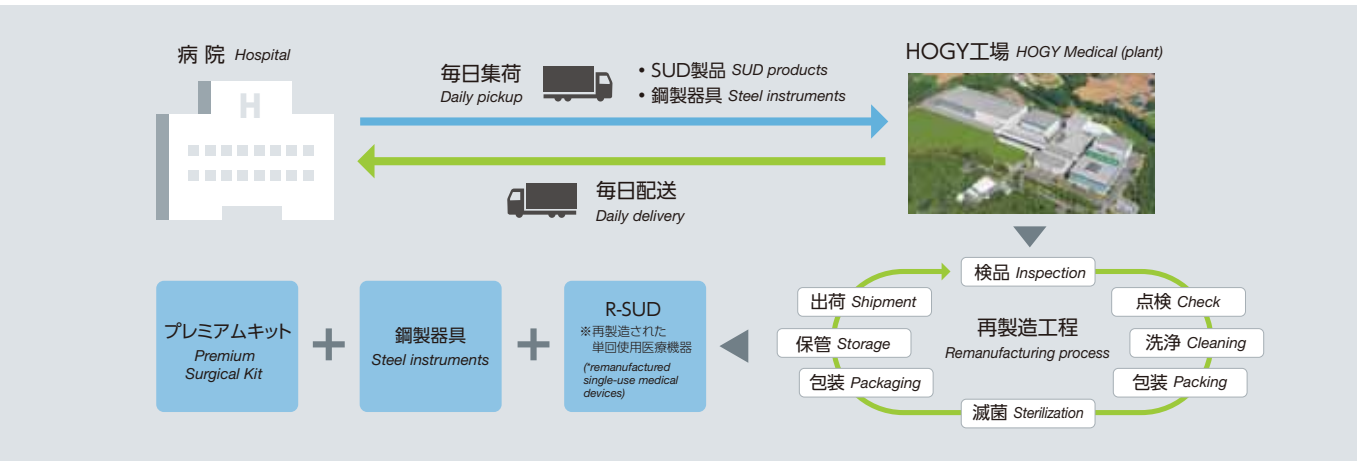 病 院 Hospital
H
毎日集荷
Daily pickup
• SUD製品 SUD products
• 鋼製器具 Steel instruments
HOGY工場 HOGY Medical (plant)
毎日配送
Daily delivery
プレミアムキット
Premium
Surgical Kit
+
鋼製器具
Steel instruments
+
R-SUD
※再製造された
単回使用医療機器
(*remanufactured
single-use medical
devices)
再製造工程
Remanufacturing process
検品 Inspection
点検 Check
洗浄 Cleaning
包装 Packing
滅菌 Sterilization
包装 Packaging
保管 Storage
出荷 Shipment